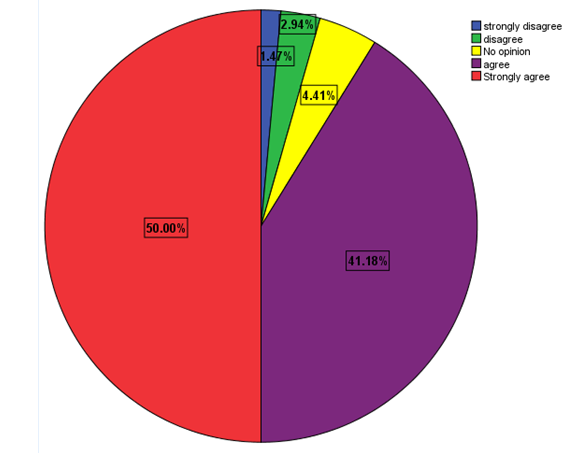 2.94%
strongly disagree
disagree
No opinion
agree
Strongly agree
1.47%
4.41%
50.00%
41.18%